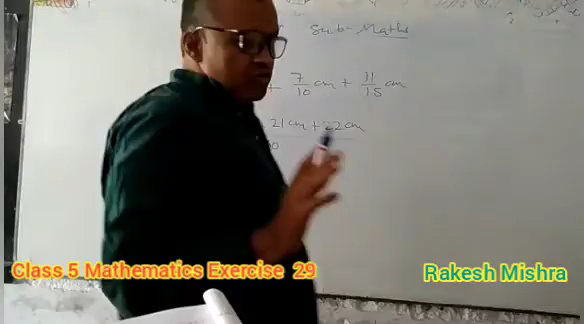 Sub- Maths
+ 7/10 cm + 11/15 cm
21 cm + 22 cm
0
Class 5 Mathematics Exercise 29
Rakesh Mishra